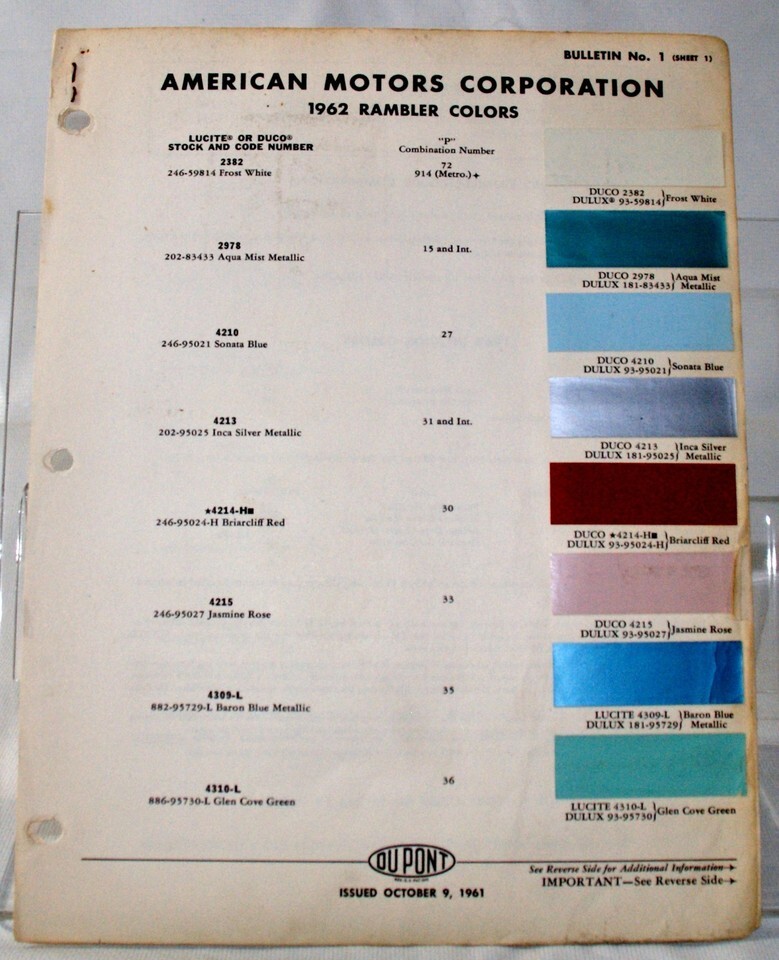 BULLETIN No. 1 (SHEET 1)
AMERICAN MOTORS CORPORATION
1962 RAMBLER COLORS
LUCITE® OR DUCO®
STOCK AND CODE NUMBER
"P"
Combination Number
2382
246-59814 Frost White
72
914 (Metro.)+
DUCO 2382
DULUX® 93-59814
Frost White
2978
202-83433 Aqua Mist Metallic
15 and Int.
DUCO 2978
DULUX 181-83433
Aqua Mist
Metallic
4210
246-95021 Sonata Blue
27
DUCO 4210
DULUX 93-95021
Sonata Blue
4213
202-95025 Inca Silver Metallic
31 and Int.
DUCO 4213
DULUX 181-95025
Inca Silver
Metallic
★4214-H■
246-95024-H Briarcliff Red
30
DUCO ★4214-H■
DULUX 93-95024-H
Briarcliff Red
4215
246-95027 Jasmine Rose
33
DUCO 4215
DULUX 93-95027
Jasmine Rose
4309-L
882-95729-L Baron Blue Metallic
35
LUCITE 4309-L
DULUX 181-95729
Baron Blue
Metallic
4310-L
886-95730-L Glen Cove Green
36
LUCITE 4310-L
DULUX 93-95730
Glen Cove Green
DU PONT
ISSUED OCTOBER 9, 1961
See Reverse Side for Additional Information→
IMPORTANT—See Reverse Side→